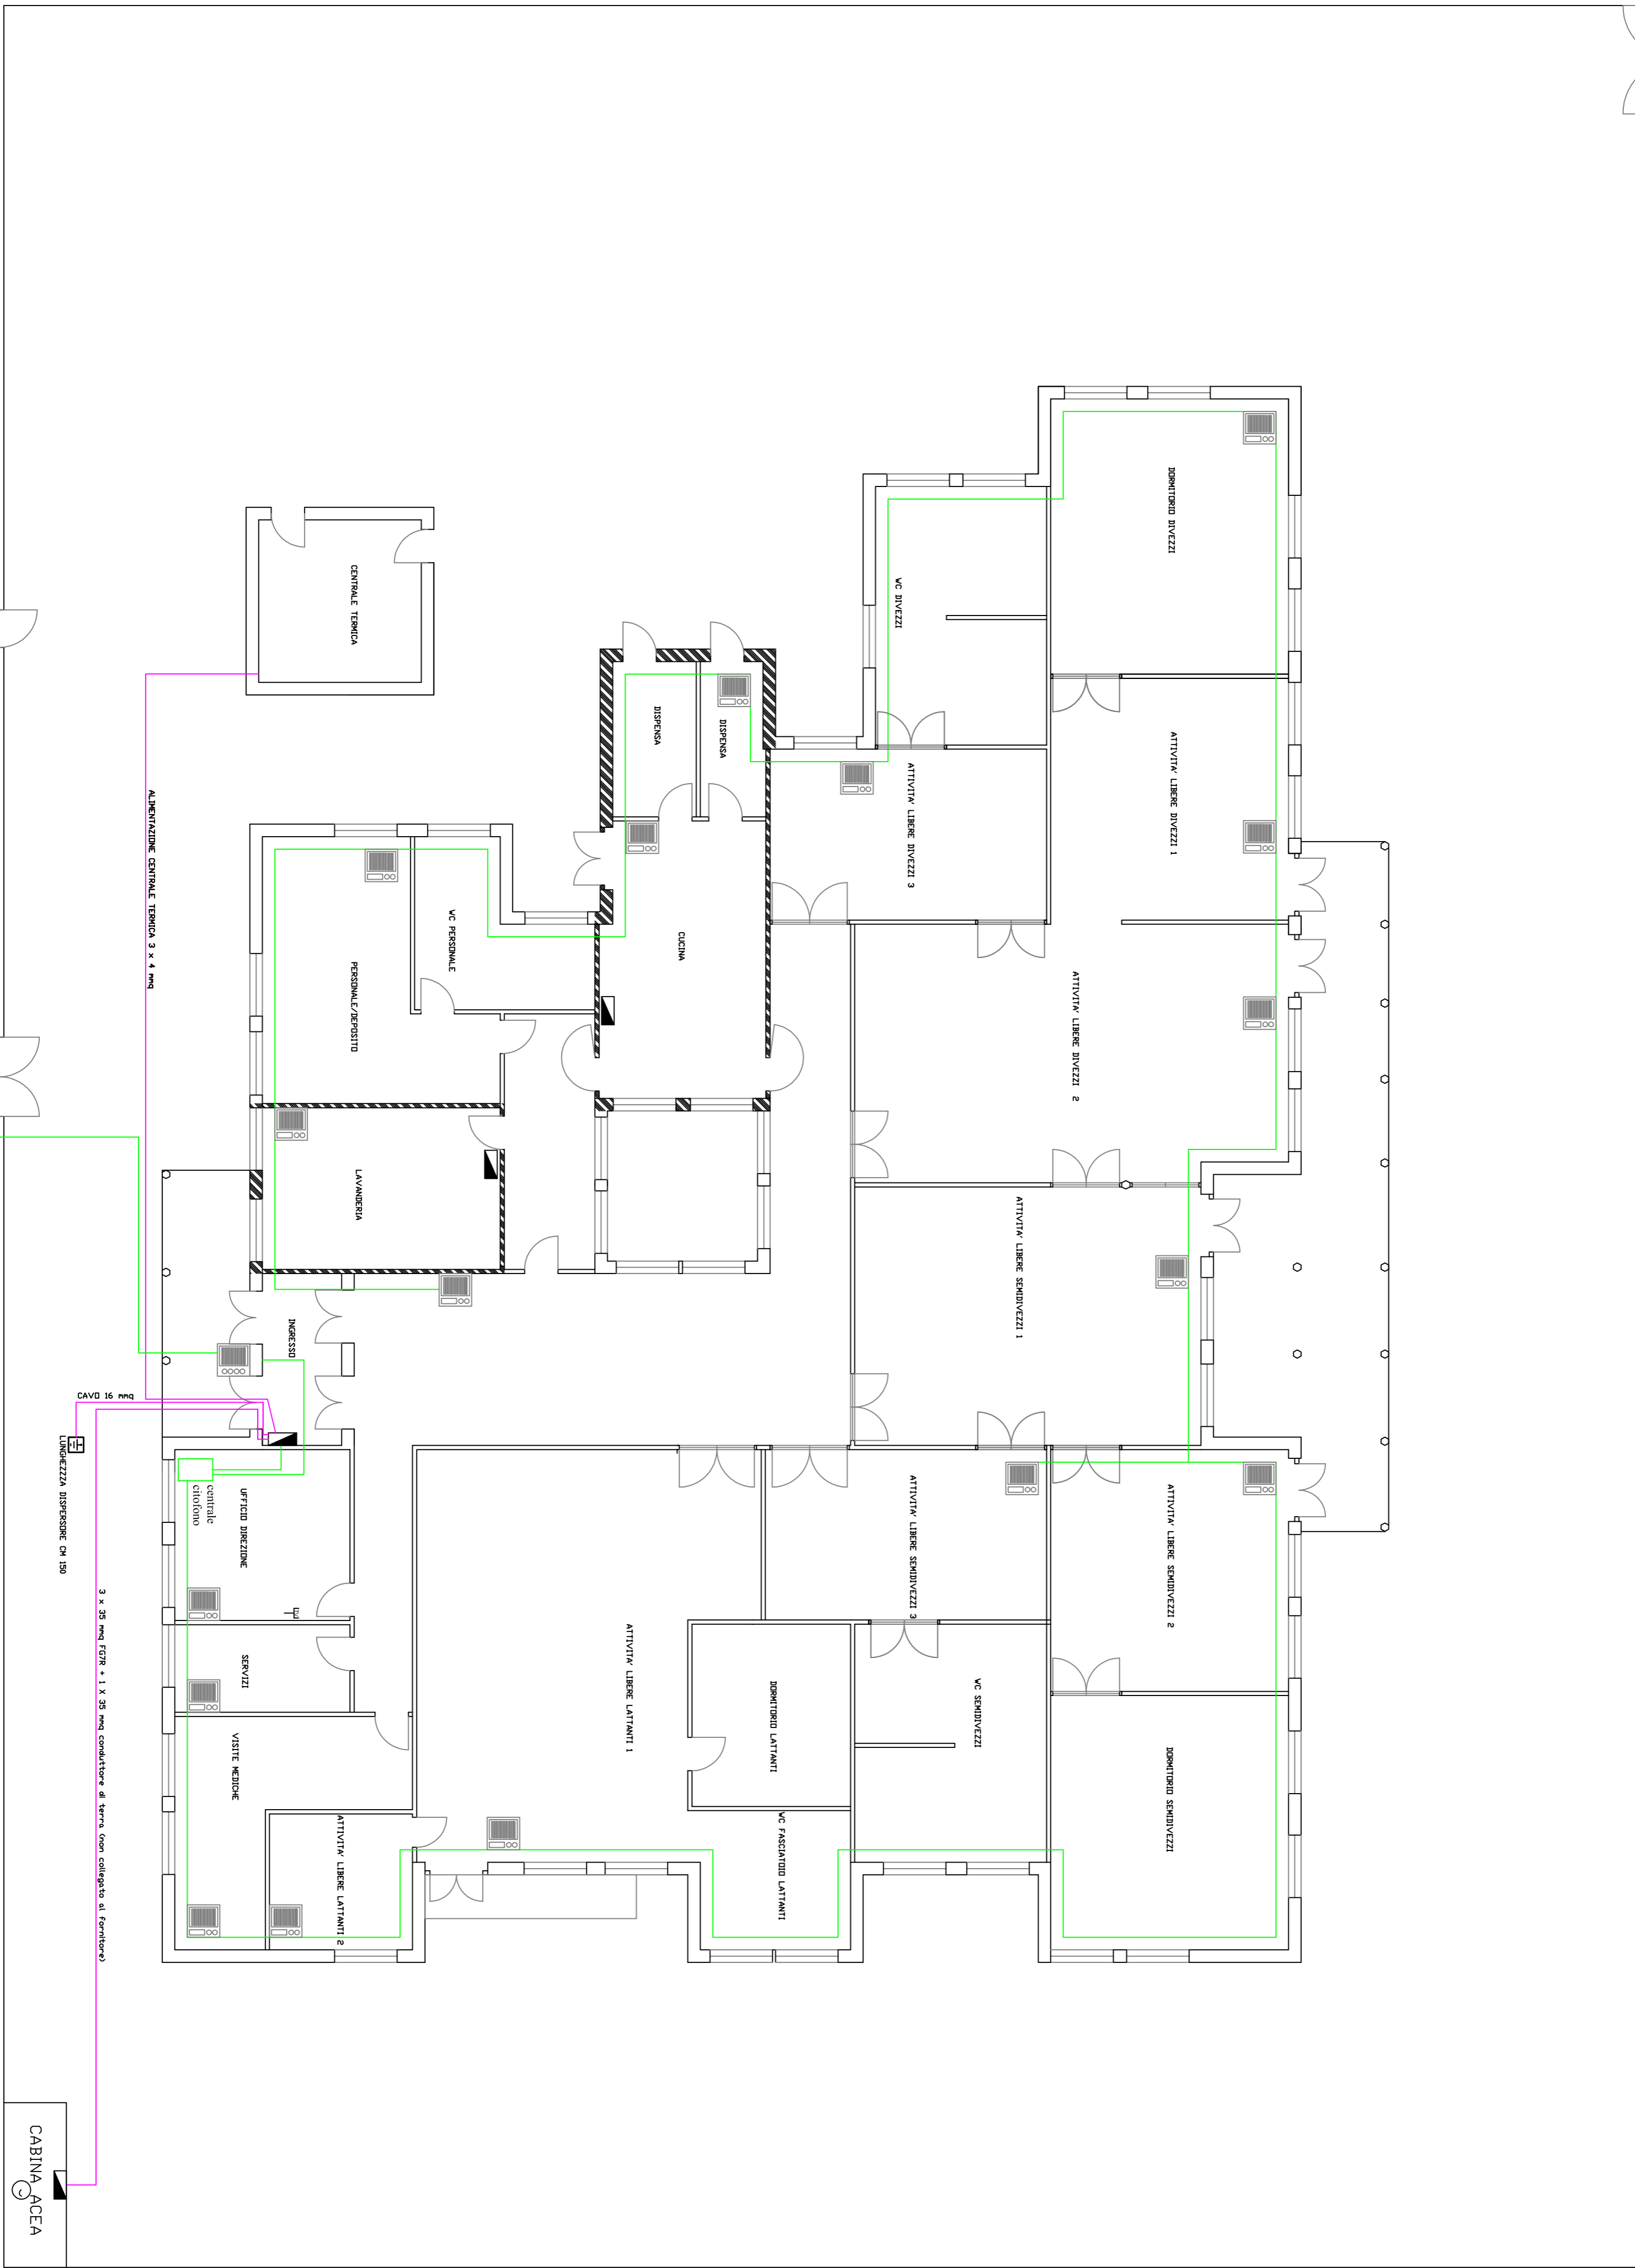 DORMITORIO DIVEZZI
WC DIVEZZI
CENTRALE TERMICA
ATTIVITA' LIBERE DIVEZZI 1
DISPENSA
DISPENSA
ATTIVITA' LIBERE DIVEZZI 3
ALIMENTAZIONE CENTRALE TERMICA 3 x 4 mmq
WC PERSONALE
CUCINA
PERSONALE/DEPOSITO
ATTIVITA' LIBERE DIVEZZI 2
LAVANDERIA
ATTIVITA' LIBERE SEMIDIVEZZI 1
INGRESSO
CAVO 16 mmq
LUNGHEZZZA DISPERSORE CM 150
centrale
citofono
UFFICIO DIREZIONE
ATTIVITA' LIBERE SEMIDIVEZZI 3
ATTIVITA' LIBERE SEMIDIVEZZI 2
3 x 35 mmq FG7R + 1 X 35 mmq conduttore di terra (non collegato al fornitore)
SERVIZI
ATTIVITA' LIBERE LATTANTI 1
DORMITORIO LATTANTI
WC SEMIDIVEZZI
VISITE MEDICHE
DORMITORIO SEMIDIVEZZI
ATTIVITA' LIBERE LATTANTI 2
WC FASCIATOIO LATTANTI
CABINA ACEA